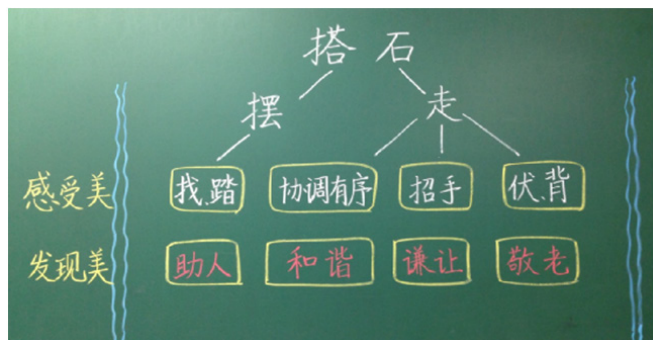 搭石
摆 走
感受美 找、踏 协调有序 招手 伏、背
发现美 助人 和谐 谦让 敬老